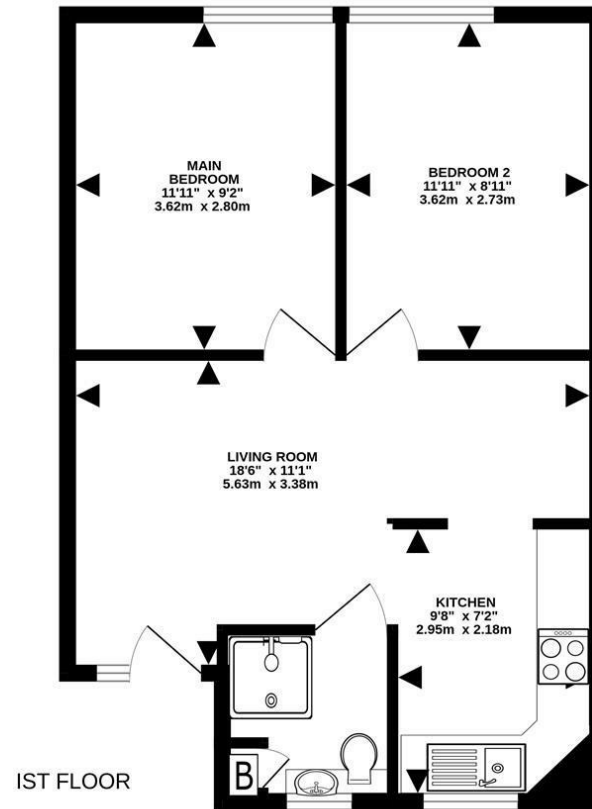 MAIN
BEDROOM
11'11" x 9'2"
3.62m x 2.80m
BEDROOM 2
11'11" x 8'11"
3.62m x 2.73m
LIVING ROOM
18'6" x 11'1"
5.63m x 3.38m
KITCHEN
9'8" x 7'2"
2.95m x 2.18m
B
IST FLOOR